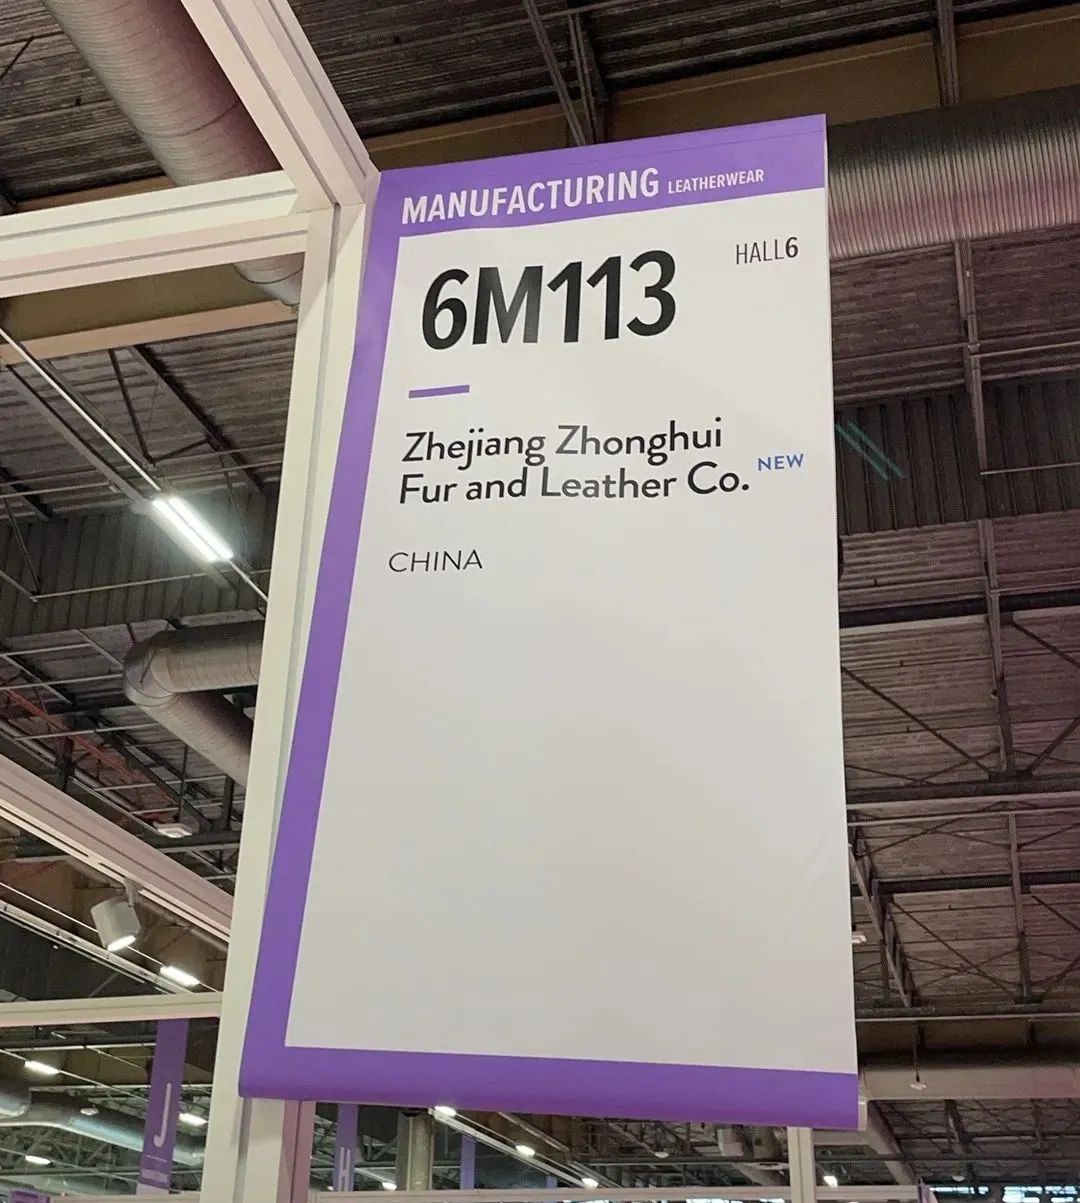 MANUFACTURING LEATHERWEAR
6M113 HALL6
Zhejiang Zhonghui
Fur and Leather Co. NEW
CHINA
J
H